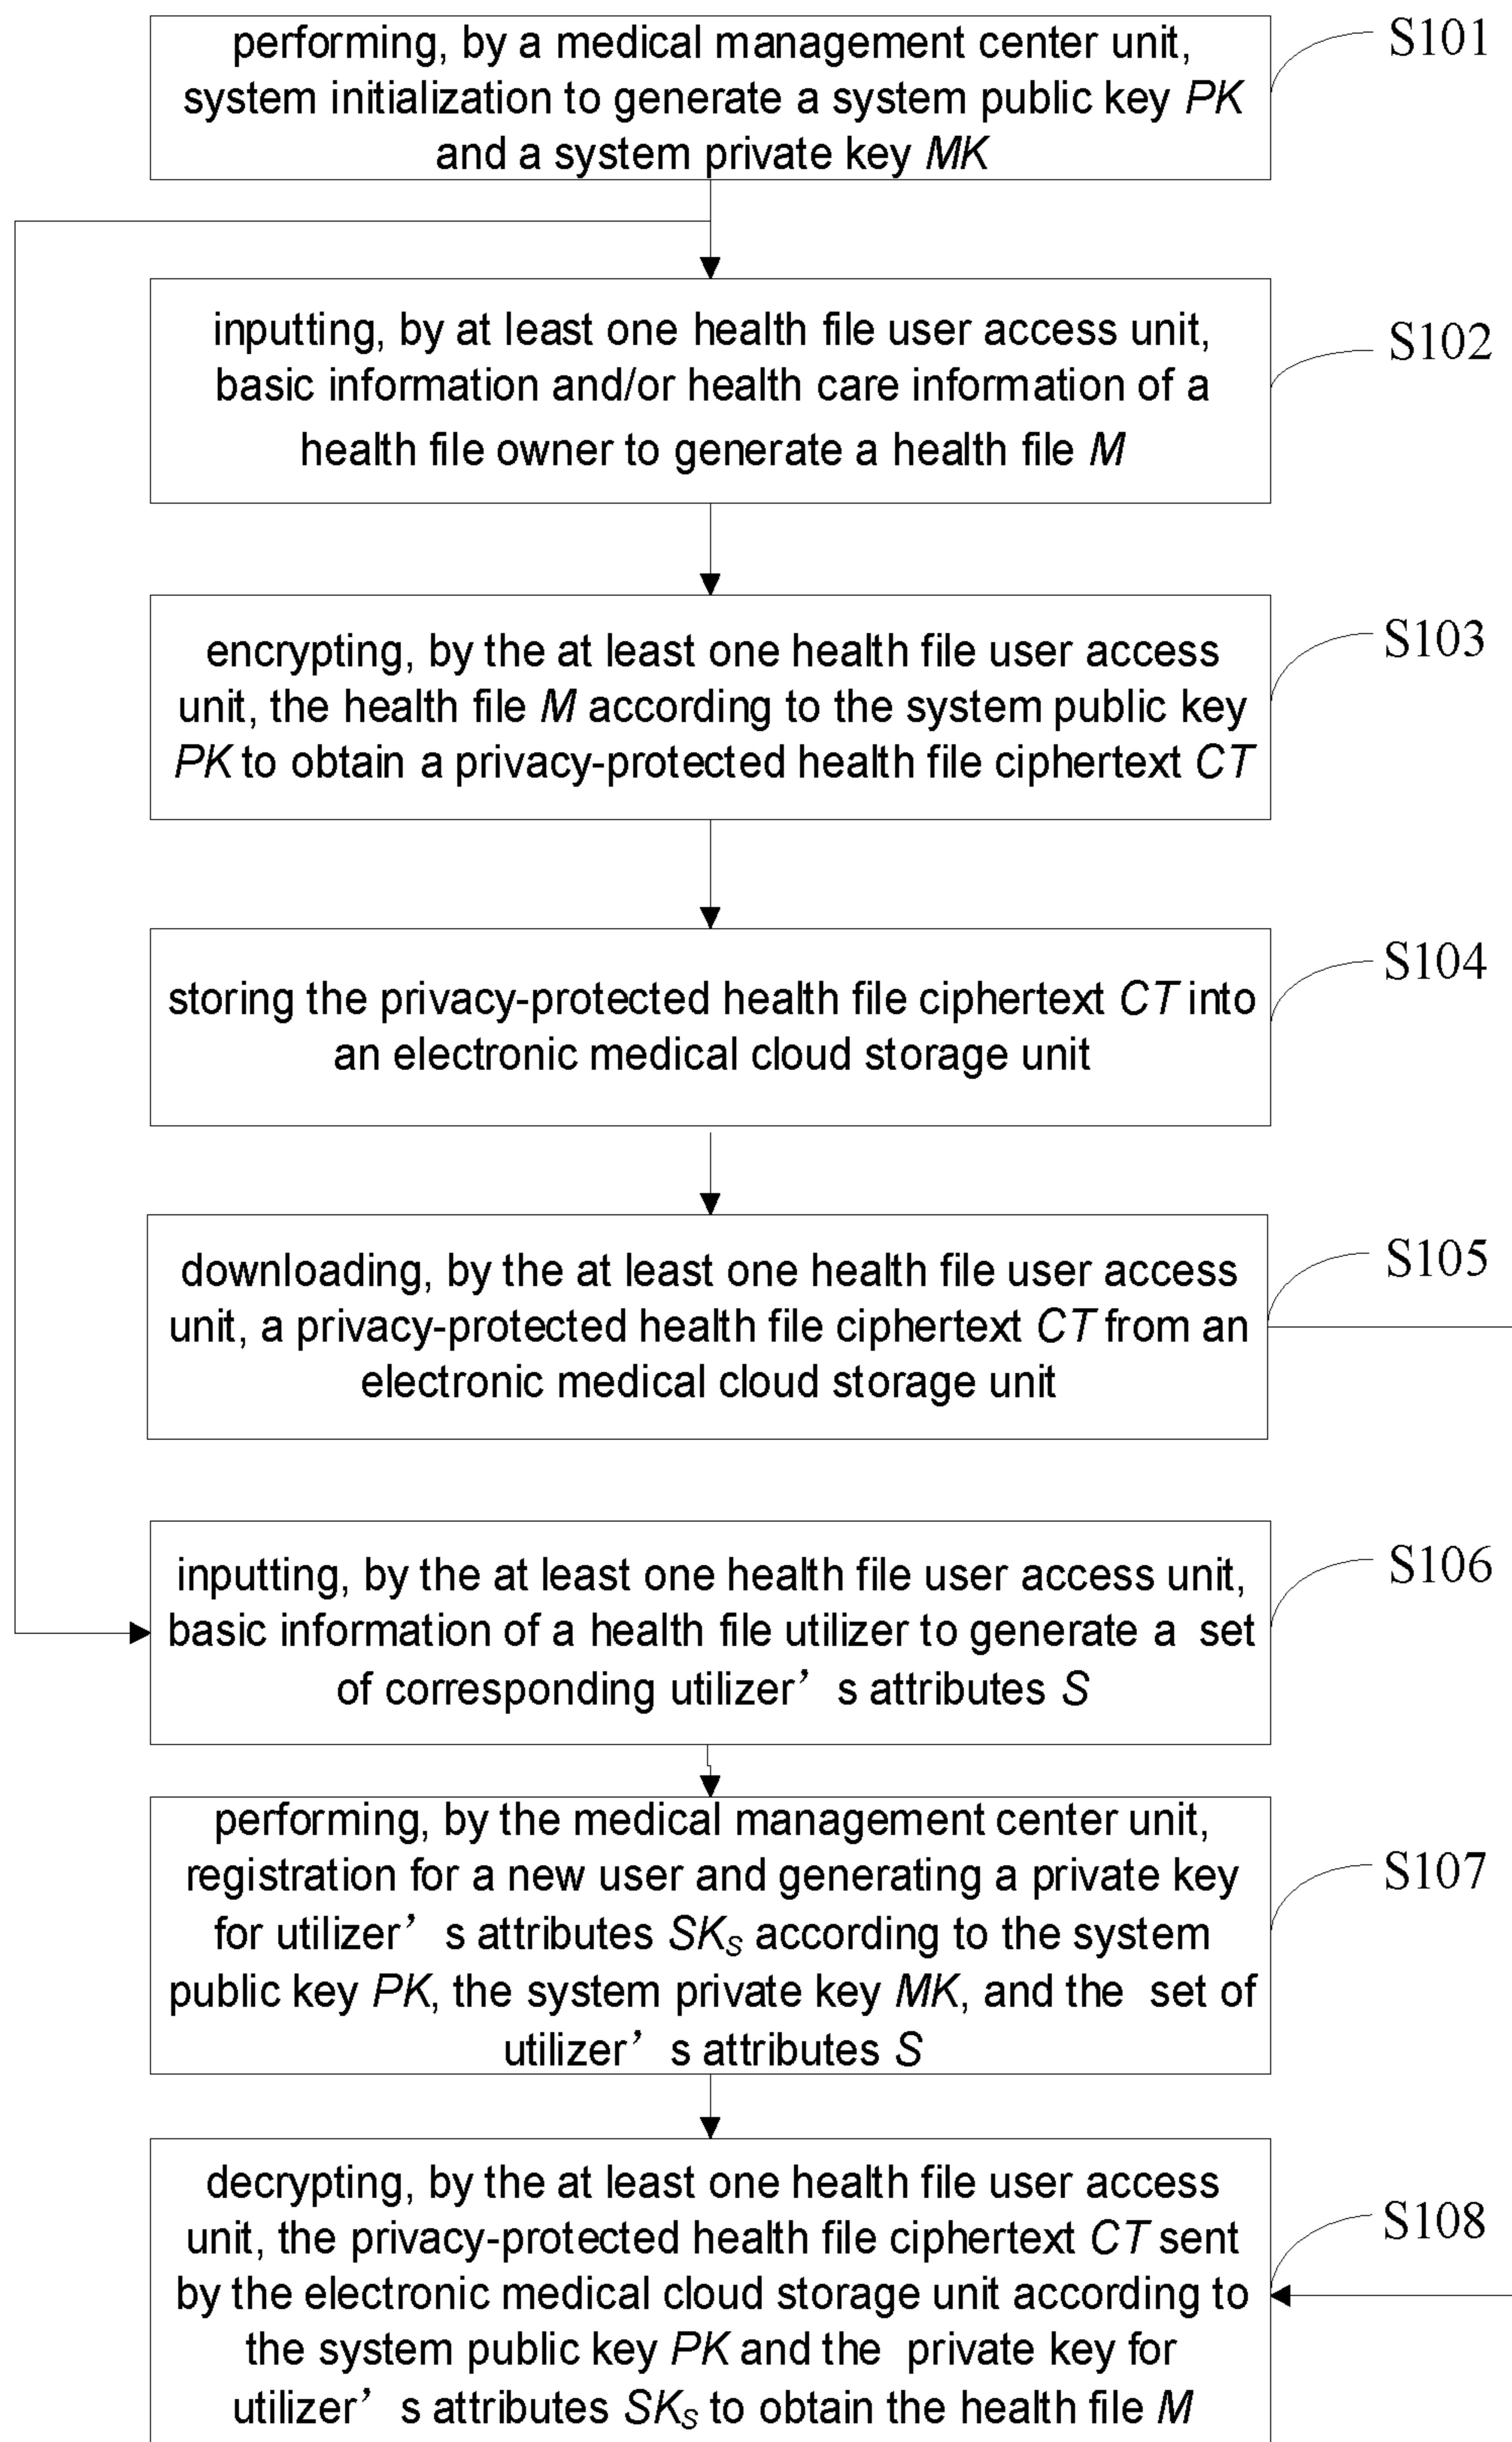 performing, by a medical management center unit,
system initialization to generate a system public key PK
and a system private key MK
S101
inputting, by at least one health file user access unit,
basic information and/or health care information of a
health file owner to generate a health file M
S102
encrypting, by the at least one health file user access
unit, the health file M according to the system public key
PK to obtain a privacy-protected health file ciphertext CT
S103
storing the privacy-protected health file ciphertext CT into
an electronic medical cloud storage unit
S104
downloading, by the at least one health file user access
unit, a privacy-protected health file ciphertext CT from an
electronic medical cloud storage unit
S105
inputting, by the at least one health file user access unit,
basic information of a health file utilizer to generate a set
of corresponding utilizer’ s attributes S
S106
performing, by the medical management center unit,
registration for a new user and generating a private key
for utilizer’ s attributes SKS according to the system
public key PK, the system private key MK, and the set of
utilizer’ s attributes S
S107
decrypting, by the at least one health file user access
unit, the privacy-protected health file ciphertext CT sent
by the electronic medical cloud storage unit according to
the system public key PK and the private key for
utilizer’ s attributes SKS to obtain the health file M
S108